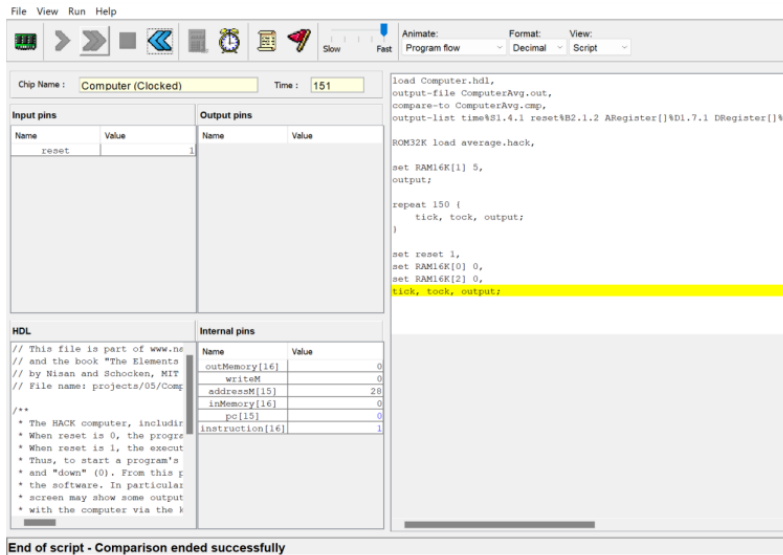 File View Run Help
Slow Fast
Animate: Format: View:
Program flow Decimal Script
Chip Name : Computer (Clocked) Time : 151
Input pins
Name Value
reset 1
Output pins
Name Value
load Computer.hdl,
output-file ComputerAvg.out,
compare-to ComputerAvg.cmp,
output-list time%S1.4.1 reset%B2.1.2 ARegister[]%D1.7.1 DRegister[]%
ROM32K load average.hack,
set RAM16K[1] 5,
output;
repeat 150 {
tick, tock, output;
}
set reset 1,
set RAM16K[0] 0,
set RAM16K[2] 0,
tick, tock, output;
HDL
// This file is part of www.na
// and the book "The Elements
// by Nisan and Schocken, MIT
// File name: projects/05/Comp
/**
* The HACK computer, includin
* When reset is 0, the progra
* When reset is 1, the execut
* Thus, to start a program's
* and "down" (0). From this p
* the software. In particular
* screen may show some output
* with the computer via the k
Internal pins
Name Value
outMemory[16] 0
writeM 0
addressM[15] 28
inMemory[16] 0
pc[15] 0
instruction[16] 1
End of script - Comparison ended successfully